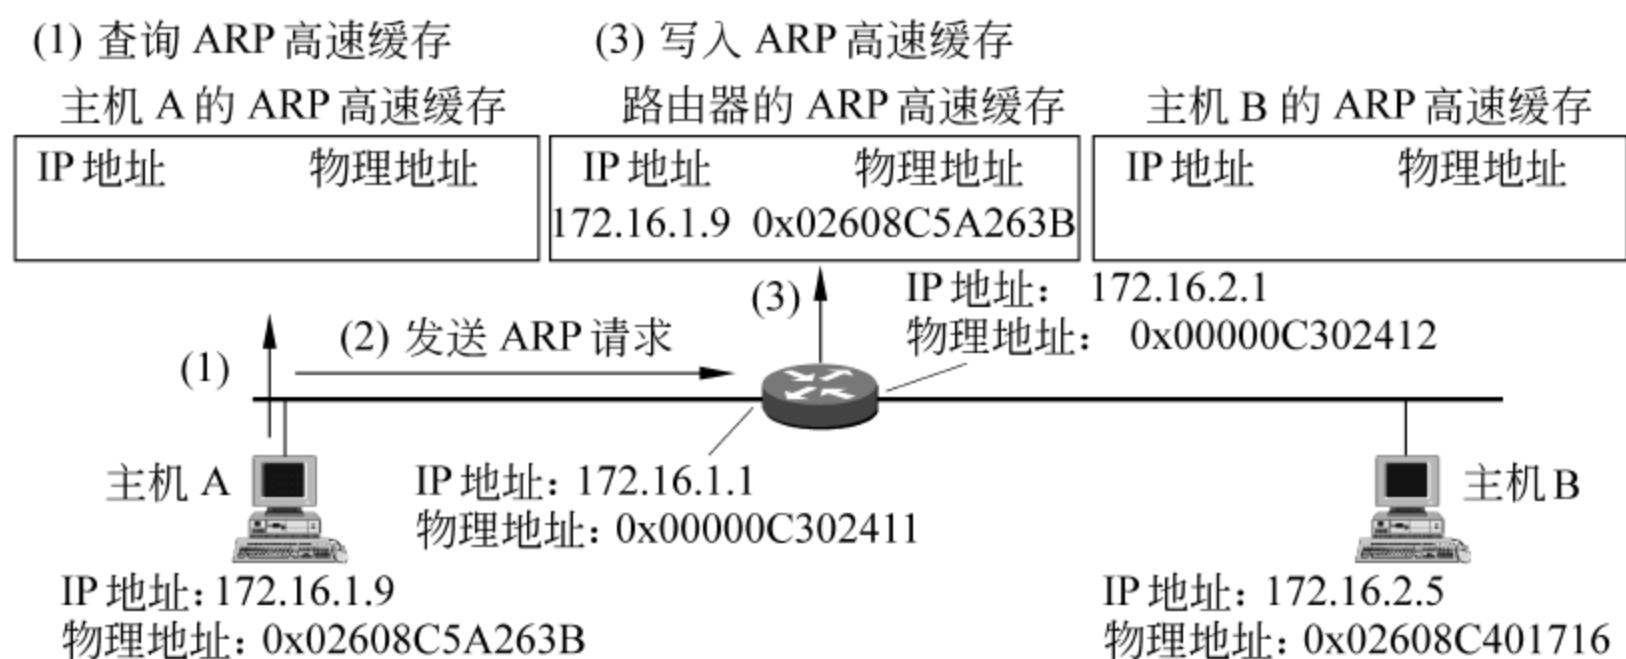 (1) 查询 ARP 高速缓存
(3) 写入 ARP 高速缓存
主机 A 的 ARP 高速缓存
路由器的 ARP 高速缓存
主机 B 的 ARP 高速缓存
IP 地址 物理地址
IP 地址 物理地址
172.16.1.9 0x02608C5A263B
IP 地址 物理地址
(1)
(2) 发送 ARP 请求
(3)
IP 地址： 172.16.2.1
物理地址： 0x00000C302412
主机 A
IP 地址：172.16.1.1
物理地址：0x00000C302411
主机 B
IP 地址：172.16.1.9
物理地址：0x02608C5A263B
IP 地址：172.16.2.5
物理地址：0x02608C401716